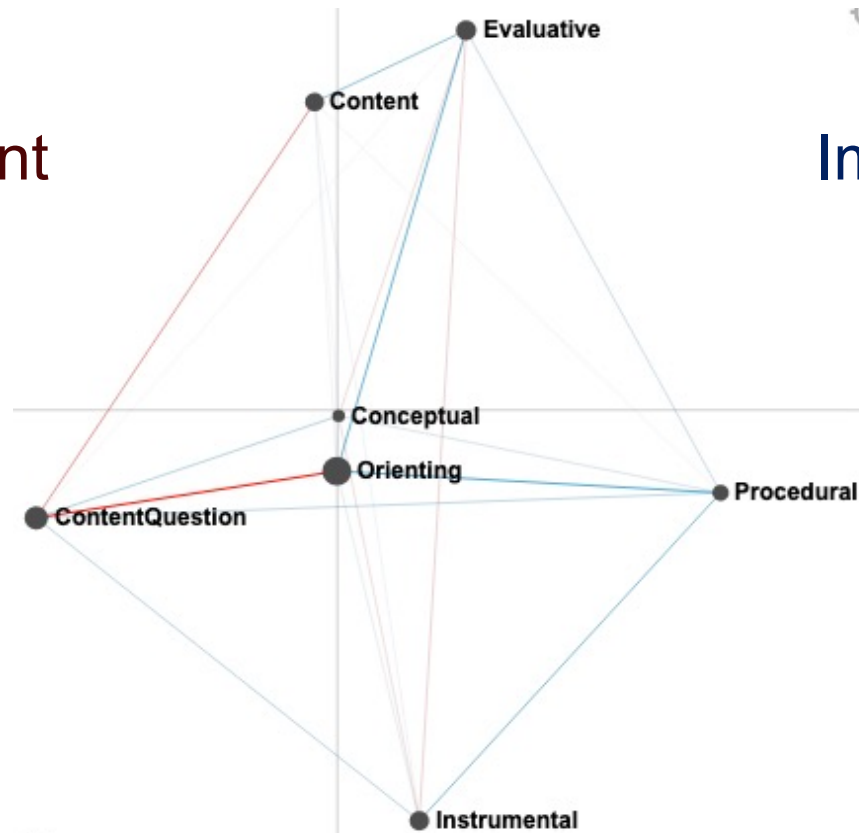 Evaluative
Content
nt
In
Conceptual
Orienting
Procedural
ContentQuestion
Instrumental